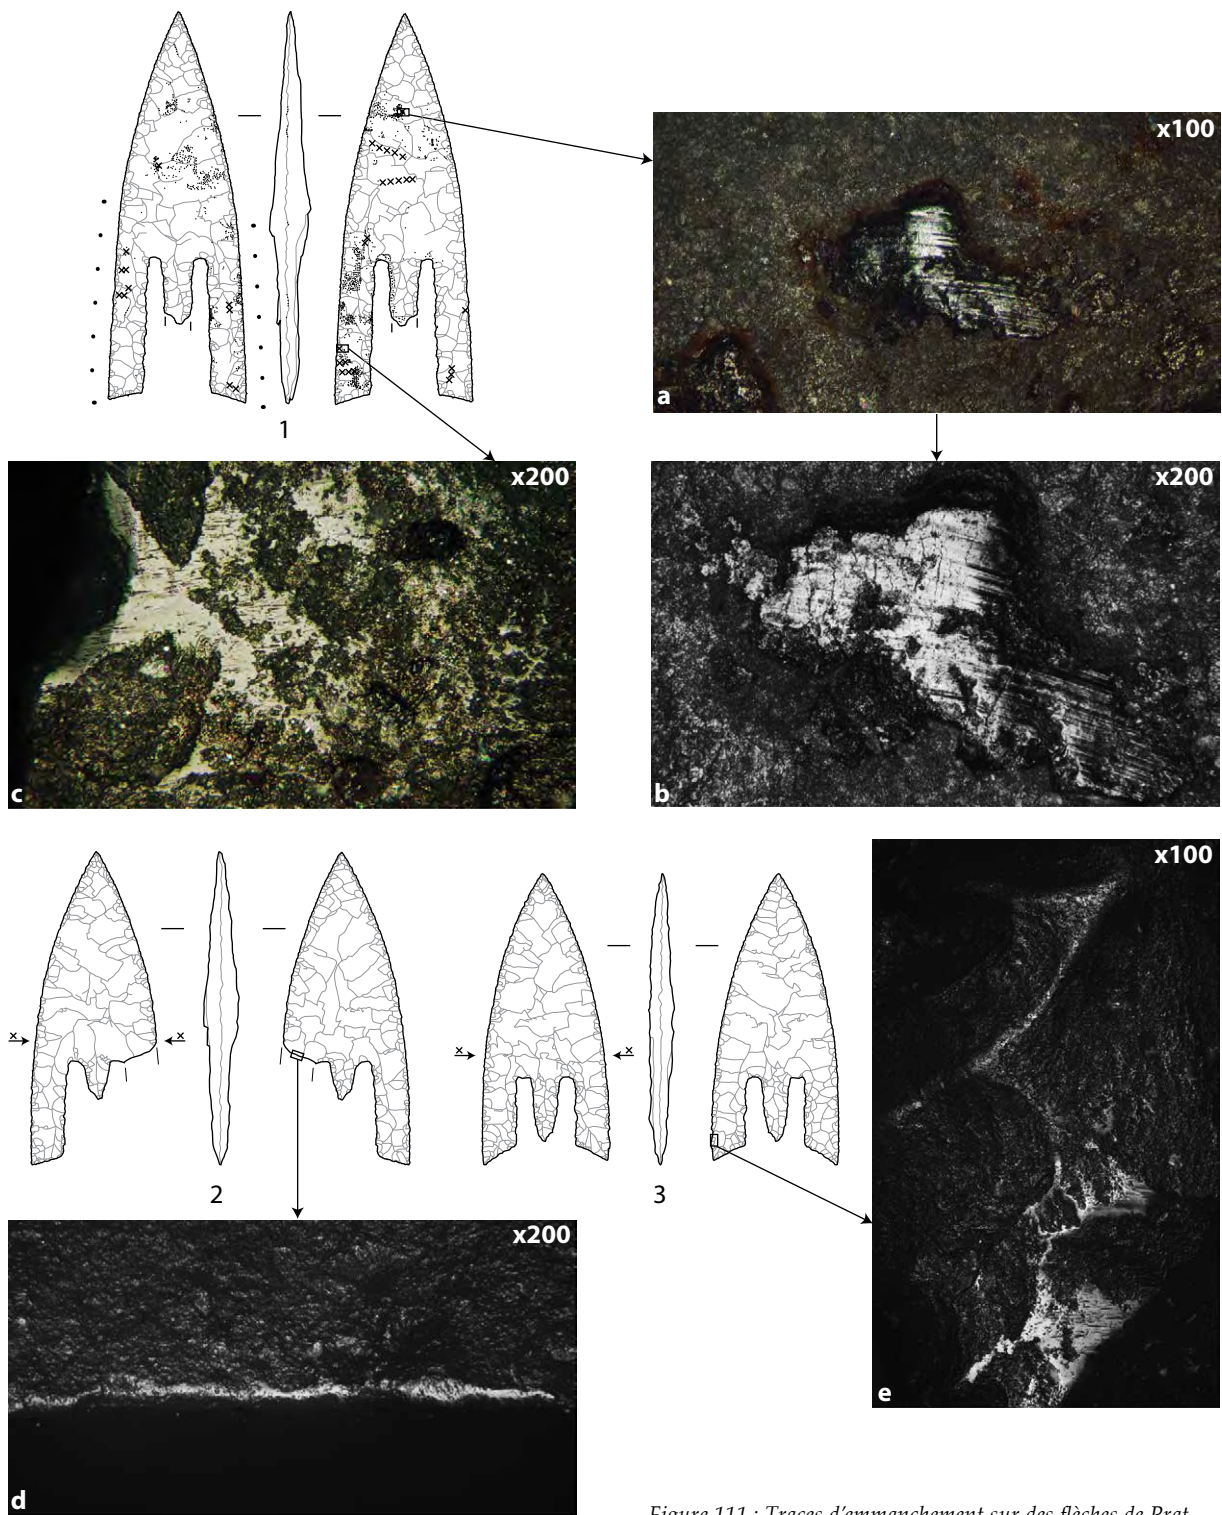 x100
a
1
x200
c
x200
b
x100
e
x
x
2
x
x
3
x200
d
Figure 111 : Traces d'emmanchement sur des flèches de Prat